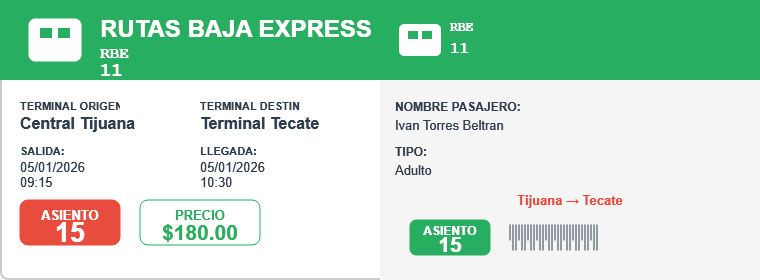 RUTAS BAJA EXPRESS
RBE
11
TERMINAL ORIGEN
Central Tijuana
TERMINAL DESTIN
Terminal Tecate
SALIDA:
05/01/2026
09:15
LLEGADA:
05/01/2026
10:30
ASIENTO
15
PRECIO
$180.00
RBE
11
NOMBRE PASAJERO:
Ivan Torres Beltran
TIPO:
Adulto
Tijuana → Tecate
ASIENTO
15